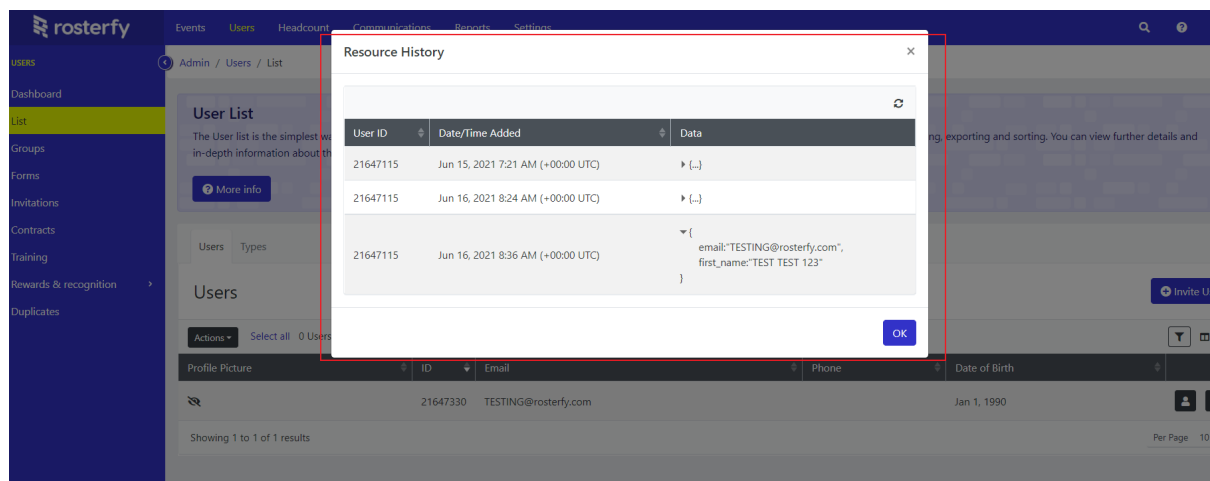 rosterfy
Events Users Headcount Communications Reports Settings
USERS
Admin / Users / List
Dashboard
List
Groups
Forms
Invitations
Contracts
Training
Rewards & recognition
Duplicates
User List
The User list is the simplest
ng, exporting and sorting. You can view further details and
in-depth information about
More info
Users Types
Users
Invite U
Actions Select all 0 Users
Profile Picture ID Email Phone Date of Birth
21647330 TESTING@rosterfy.com Jan 1, 1990
Showing 1 to 1 of 1 results
Per Page 10
Resource History
×
User ID Date/Time Added Data
21647115 Jun 15, 2021 7:21 AM (+00:00 UTC) {...}
21647115 Jun 16, 2021 8:24 AM (+00:00 UTC) {...}
21647115 Jun 16, 2021 8:36 AM (+00:00 UTC)
{
email:"TESTING@rosterfy.com",
first_name:"TEST TEST 123"
}
OK